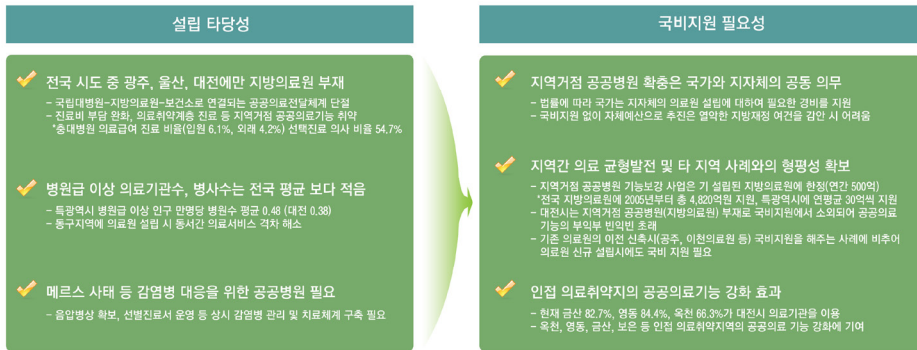 설립 타당성
전국 시도 중 광주, 울산, 대전에만 지방의료원 부재
- 국립대병원-지방의료원-보건소로 연결되는 공공의료전달체계 단절
- 진료비 부담 완화, 의료취약계층 진료 등 지역거점 공공의료기능 취약
*충대병원 의료급여 진료 비율(입원 6.1%, 외래 4.2%) 선택진료 의사 비율 54.7%
병원급 이상 의료기관수, 병상수는 전국 평균 보다 적음
- 특광역시 병원급 이상 인구 만명당 병원수 평균 0.48 (대전 0.38)
- 동구지역에 의료원 설립 시 동서간 의료서비스 격차 해소
메르스 사태 등 감염병 대응을 위한 공공병원 필요
- 음압병상 확보, 선별진료서 운영 등 상시 감염병 관리 및 치료체계 구축 필요
국비지원 필요성
지역거점 공공병원 확충은 국가와 지자체의 공동 의무
- 법률에 따라 국가는 지자체의 의료원 설립에 대하여 필요한 경비를 지원
- 국비지원 없이 자체예산으로 추진은 열악한 지방재정 여건을 감안 시 어려움
지역간 의료 균형발전 및 타 지역 사례와의 형평성 확보
- 지역거점 공공병원 기능보강 사업은 기 설립된 지방의료원에 한정(연간 500억)
*전국 지방의료원에 2005년부터 총 4,820억원 지원, 특광역시에 연평균 30억씩 지원
- 대전시는 지역거점 공공병원(지방의료원) 부재로 국비지원에서 소외되어 공공의료
기능의 부익부 빈익빈 초래
- 기존 의료원의 이전 신축시(공주, 이천의료원 등) 국비지원을 해주는 사례에 비추어
의료원 신규 설립시에도 국비 지원 필요
인접 의료취약지의 공공의료기능 강화 효과
- 현재 금산 82.7%, 영동 84.4%, 옥천 66.3%가 대전시 의료기관을 이용
- 옥천, 영동, 금산, 보은 등 인접 의료취약지역의 공공의료 기능 강화에 기여